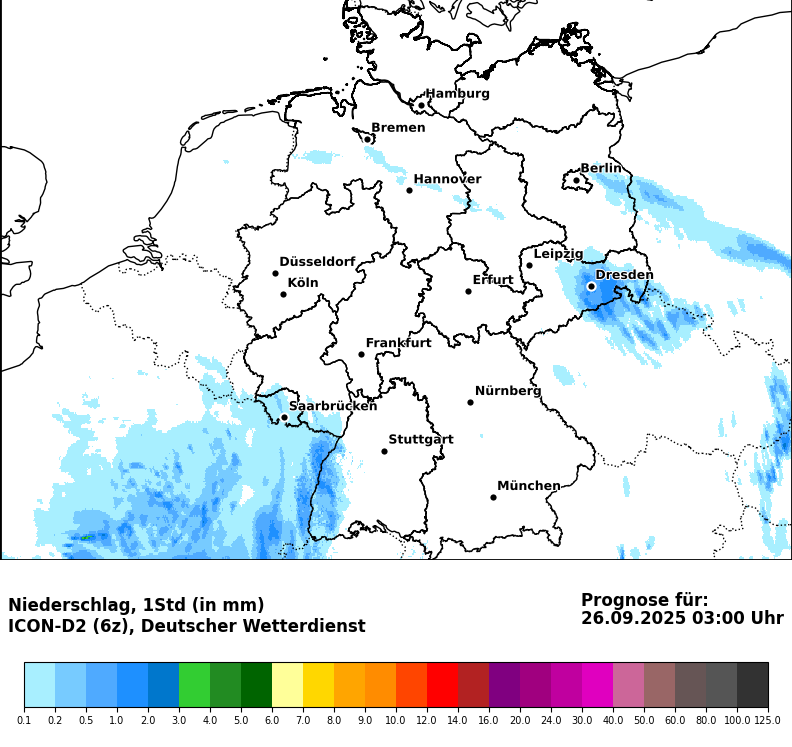 Hamburg
Bremen
Berlin
Hannover
Leipzig
Düsseldorf
Dresden
Köln
Erfurt
Frankfurt
Nürnberg
Saarbrücken
Stuttgart
München
Niederschlag, 1Std (in mm)
ICON-D2 (6z), Deutscher Wetterdienst
Prognose für:
26.09.2025 03:00 Uhr
0.1 0.2 0.5 1.0 2.0 3.0 4.0 5.0 6.0 7.0 8.0 9.0 10.0 12.0 14.0 16.0 20.0 24.0 30.0 40.0 50.0 60.0 80.0 100.0 125.0